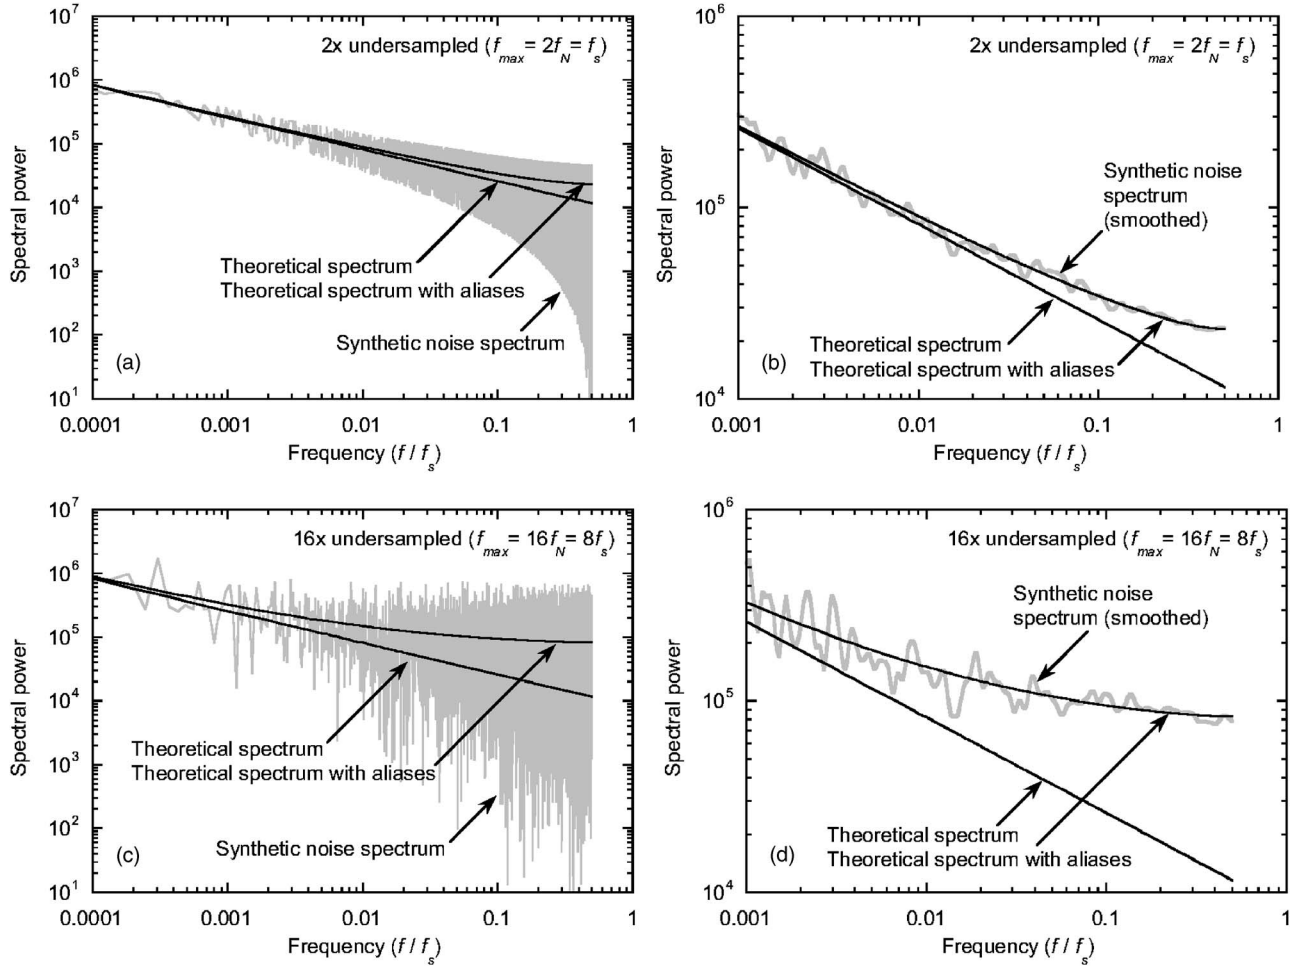 2x undersampled (f_max = 2f_N = f_s)
10^7
10^6
10^5
10^4
10^3
10^2
10^1
Spectral power
Theoretical spectrum
Theoretical spectrum with aliases
Synthetic noise spectrum
(a)
0.0001
0.001
0.01
0.1
1
Frequency (f / f_s)
2x undersampled (f_max = 2f_N = f_s)
10^6
10^5
10^4
Spectral power
Synthetic noise
spectrum
(smoothed)
Theoretical spectrum
Theoretical spectrum with aliases
(b)
0.001
0.01
0.1
1
Frequency (f / f_s)
16x undersampled (f_max = 16f_N = 8f_s)
10^7
10^6
10^5
10^4
10^3
10^2
10^1
Spectral power
Theoretical spectrum
Theoretical spectrum with aliases
Synthetic noise spectrum
(c)
0.0001
0.001
0.01
0.1
1
Frequency (f / f_s)
16x undersampled (f_max = 16f_N = 8f_s)
10^6
10^5
10^4
Spectral power
Synthetic noise
spectrum (smoothed)
Theoretical spectrum
Theoretical spectrum with aliases
(d)
0.001
0.01
0.1
1
Frequency (f / f_s)